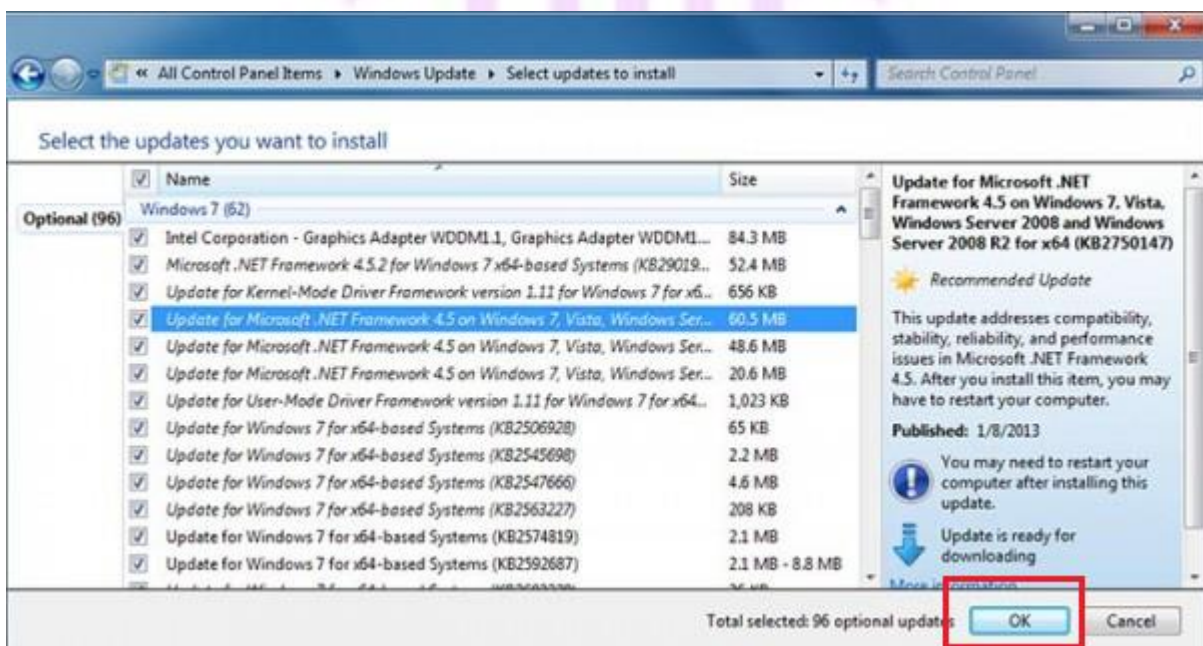 « All Control Panel Items ▸ Windows Update ▸ Select updates to install
Search Control Panel
Select the updates you want to install
Name Size
Optional (96)
Windows 7 (62)
Intel Corporation - Graphics Adapter WDDM1.1, Graphics Adapter WDDM1... 84.3 MB
Microsoft .NET Framework 4.5.2 for Windows 7 x64-based Systems (KB29019... 52.4 MB
Update for Kernel-Mode Driver Framework version 1.11 for Windows 7 for x6... 656 KB
Update for Microsoft .NET Framework 4.5 on Windows 7, Vista, Windows Ser... 60.5 MB
Update for Microsoft .NET Framework 4.5 on Windows 7, Vista, Windows Ser... 48.6 MB
Update for Microsoft .NET Framework 4.5 on Windows 7, Vista, Windows Ser... 20.6 MB
Update for User-Mode Driver Framework version 1.11 for Windows 7 for x64... 1,023 KB
Update for Windows 7 for x64-based Systems (KB2506928) 65 KB
Update for Windows 7 for x64-based Systems (KB2545698) 2.2 MB
Update for Windows 7 for x64-based Systems (KB2547666) 4.6 MB
Update for Windows 7 for x64-based Systems (KB2563227) 208 KB
Update for Windows 7 for x64-based Systems (KB2574819) 2.1 MB
Update for Windows 7 for x64-based Systems (KB2592687) 2.1 MB - 8.8 MB
Update for Microsoft .NET
Framework 4.5 on Windows 7, Vista,
Windows Server 2008 and Windows
Server 2008 R2 for x64 (KB2750147)
Recommended Update
This update addresses compatibility,
stability, reliability, and performance
issues in Microsoft .NET Framework
4.5. After you install this item, you may
have to restart your computer.
Published: 1/8/2013
You may need to restart your
computer after installing this
update.
Update is ready for
downloading
More information
Total selected: 96 optional updates
OK Cancel